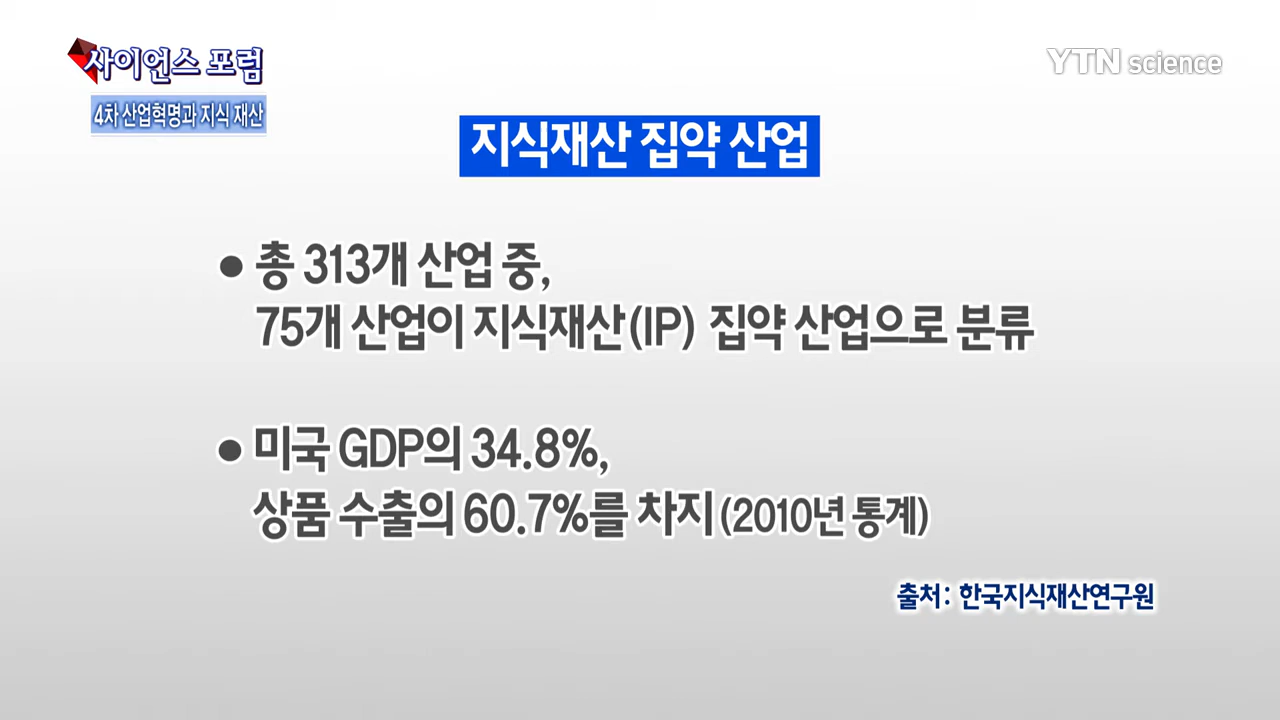 사이언스 포럼
YTN science
4차 산업혁명과 지식 재산
지식재산 집약 산업
● 총 313개 산업 중,
75개 산업이 지식재산(IP) 집약 산업으로 분류
● 미국 GDP의 34.8%,
상품 수출의 60.7%를 차지(2010년 통계)
출처: 한국지식재산연구원